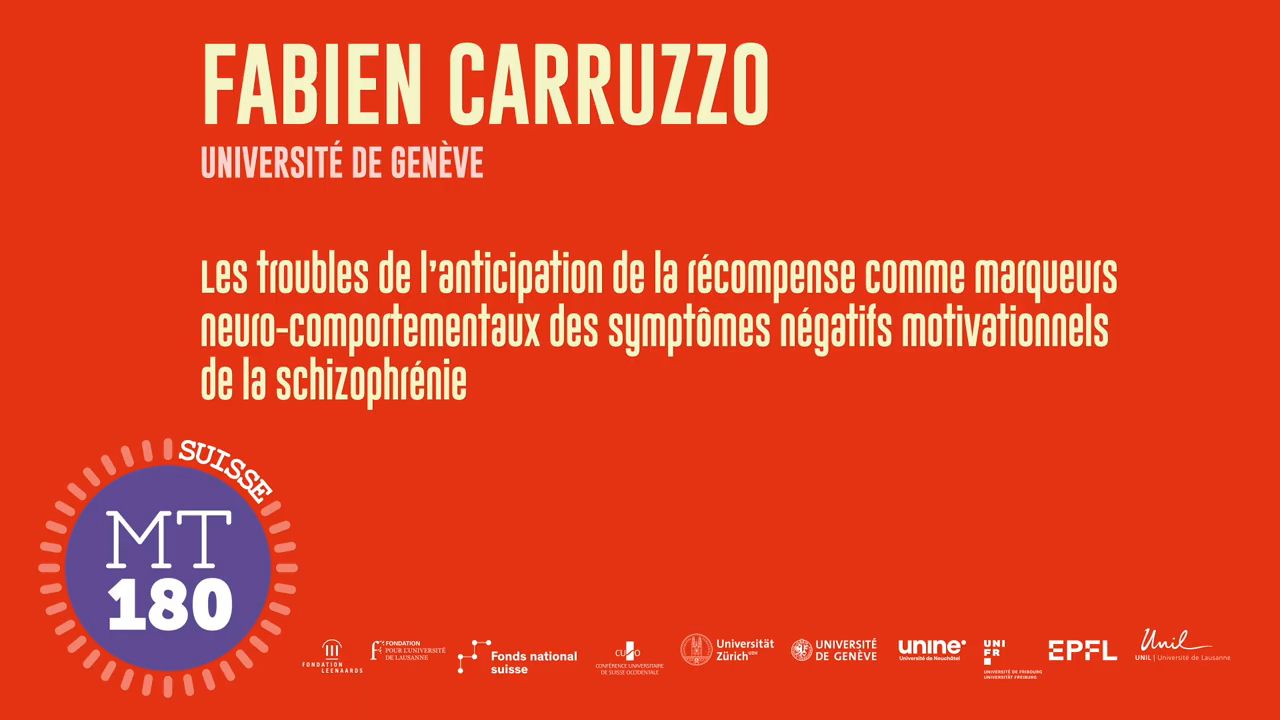 FABIEN CARRUZZO
UNIVERSITÉ DE GENÈVE
Les troubles de l'anticipation de la récompense comme marqueurs
neuro-comportementaux des symptômes négatifs motivationnels
de la schizophrénie
SUISSE
MT
180
FONDATION
LEENAARDS
FONDATION
POUR L'UNIVERSITÉ
DE LAUSANNE
Fonds national
suisse
CUSO
CONFÉRENCE UNIVERSITAIRE
DE SUISSE OCCIDENTALE
Universität
Zürich UZH
UNIVERSITÉ
DE GENÈVE
unine
Université de Neuchâtel
UNI
FR
UNIVERSITÉ DE FRIBOURG
UNIVERSITÄT FREIBURG
EPFL
Unil
UNIL | Université de Lausanne